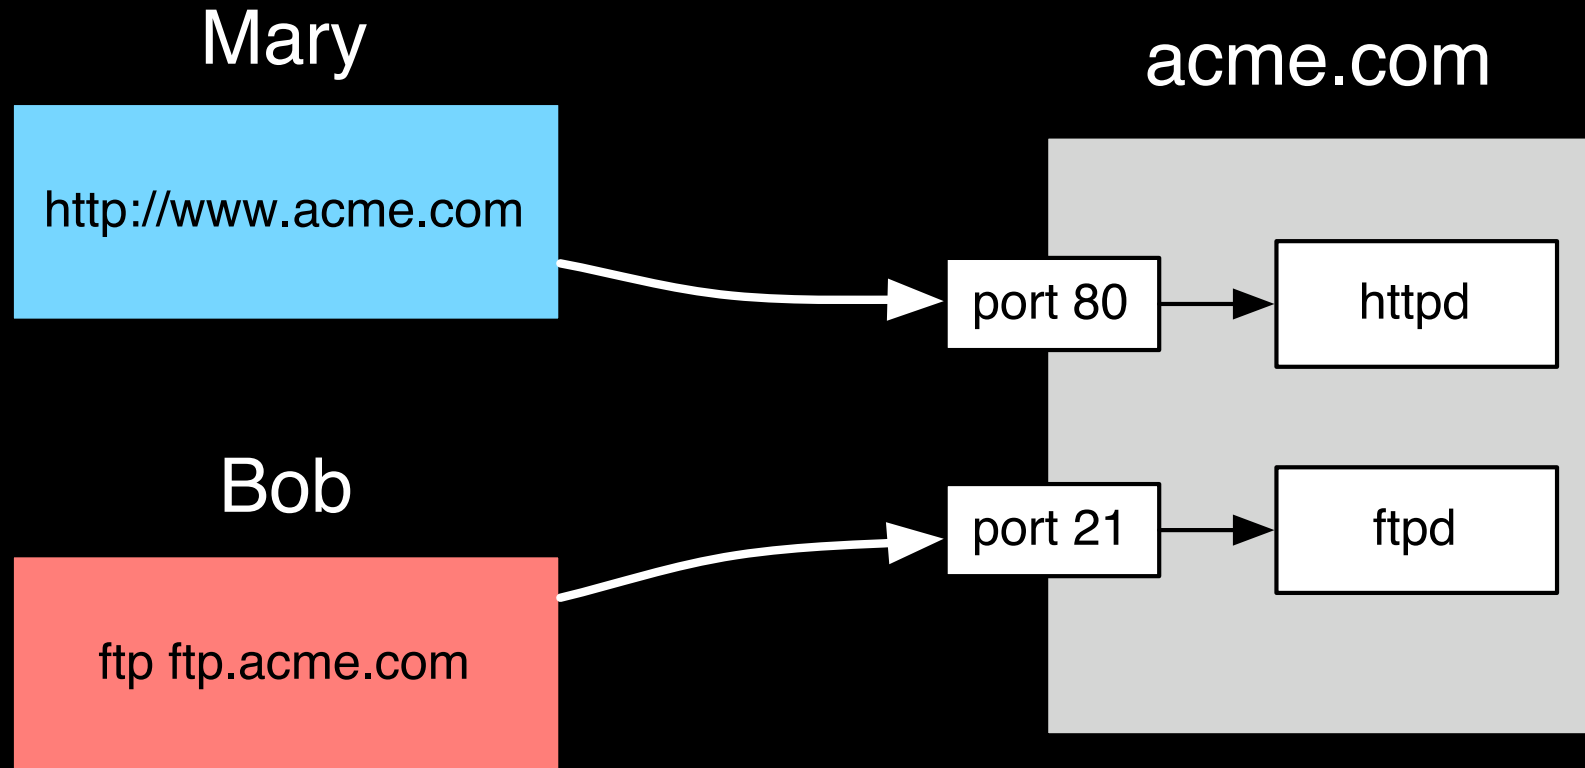 Mary
http://www.acme.com
Bob
ftp ftp.acme.com
acme.com
port 80
httpd
port 21
ftpd